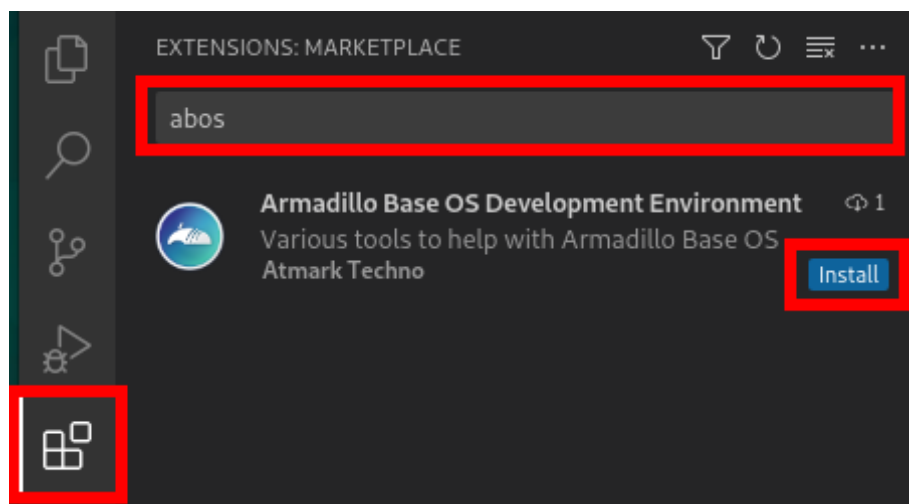 EXTENSIONS: MARKETPLACE
abos
Armadillo Base OS Development Environment 1
Various tools to help with Armadillo Base OS
Atmark Techno
Install